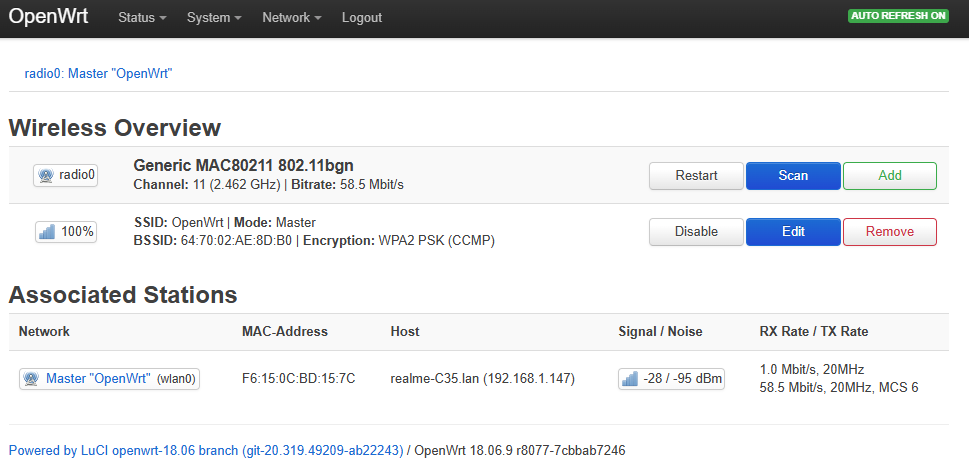 OpenWrt Status System Network Logout AUTO REFRESH ON
radio0: Master "OpenWrt"
Wireless Overview
radio0 Generic MAC80211 802.11bgn
Channel: 11 (2.462 GHz) | Bitrate: 58.5 Mbit/s
Restart Scan Add
100% SSID: OpenWrt | Mode: Master
BSSID: 64:70:02:AE:8D:B0 | Encryption: WPA2 PSK (CCMP)
Disable Edit Remove
Associated Stations
Network MAC-Address Host Signal / Noise RX Rate / TX Rate
Master "OpenWrt" (wlan0) F6:15:0C:BD:15:7C realme-C35.lan (192.168.1.147) -28 / -95 dBm 1.0 Mbit/s, 20MHz
58.5 Mbit/s, 20MHz, MCS 6
Powered by LuCI openwrt-18.06 branch (git-20.319.49209-ab22243) / OpenWrt 18.06.9 r8077-7cbbab7246